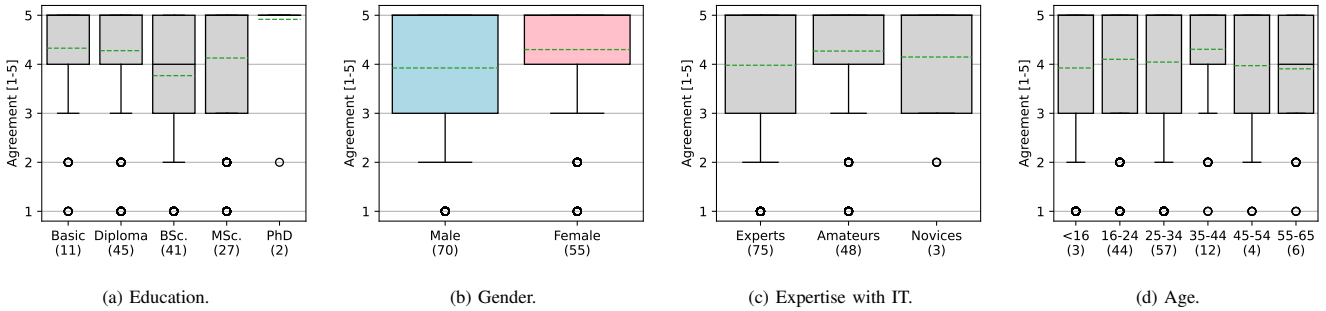 Agreement [1-5]
5
4
3
2
1
Basic
(11)
Diploma
(45)
BSc.
(41)
MSc.
(27)
PhD
(2)
(a) Education.
Agreement [1-5]
5
4
3
2
1
Male
(70)
Female
(55)
(b) Gender.
Agreement [1-5]
5
4
3
2
1
Experts
(75)
Amateurs
(48)
Novices
(3)
(c) Expertise with IT.
Agreement [1-5]
5
4
3
2
1
<16
(3)
16-24
(44)
25-34
(57)
35-44
(12)
45-54
(4)
55-65
(6)
(d) Age.